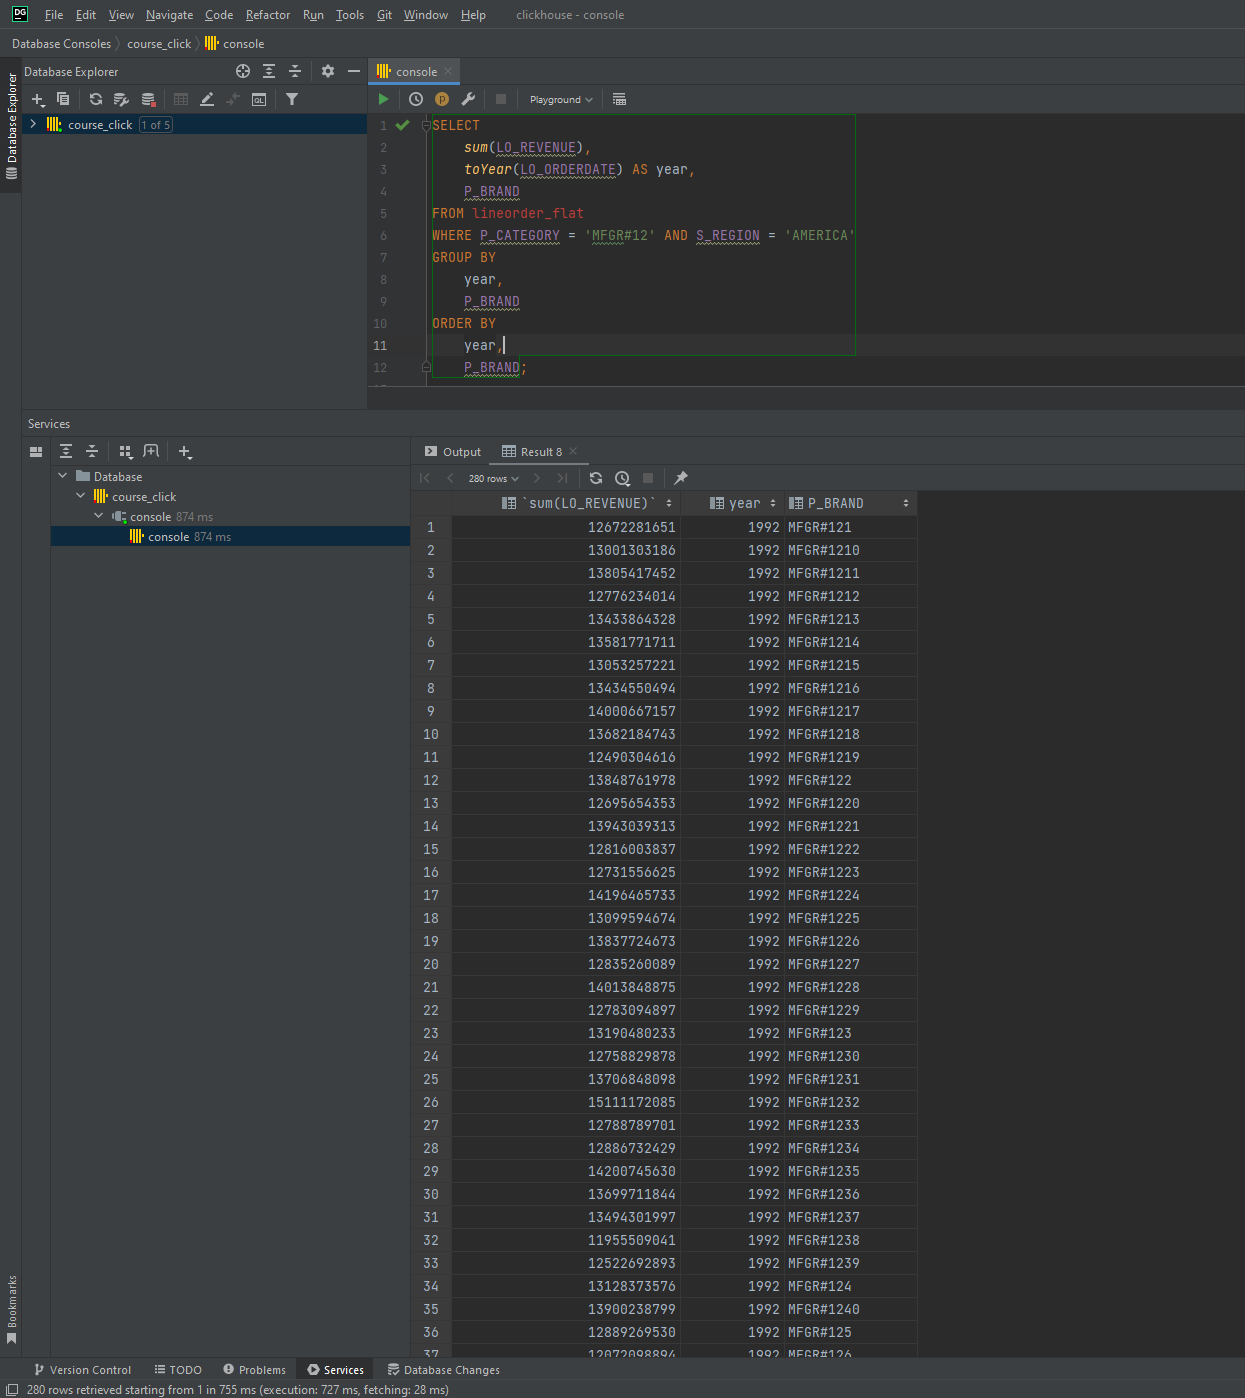 DG File Edit View Navigate Code Refactor Run Tools Git Window Help clickhouse - console
Database Consoles course_click console
Database Explorer
console
Playground
Database Explorer
course_click 1 of 5
1 SELECT
2 sum(LO_REVENUE),
3 toYear(LO_ORDERDATE) AS year,
4 P_BRAND
5 FROM lineorder_flat
6 WHERE P_CATEGORY = 'MFGR#12' AND S_REGION = 'AMERICA'
7 GROUP BY
8 year,
9 P_BRAND
10 ORDER BY
11 year,
12 P_BRAND;
Services
Output Result 8
280 rows
Database
course_click
console 874 ms
console 874 ms
`sum(LO_REVENUE)` year P_BRAND
1 12672281651 1992 MFGR#121
2 13001303186 1992 MFGR#1210
3 13805417452 1992 MFGR#1211
4 12776234014 1992 MFGR#1212
5 13433864328 1992 MFGR#1213
6 13581771711 1992 MFGR#1214
7 13053257221 1992 MFGR#1215
8 13434550494 1992 MFGR#1216
9 14000667157 1992 MFGR#1217
10 13682184743 1992 MFGR#1218
11 12490304616 1992 MFGR#1219
12 13848761978 1992 MFGR#122
13 12695654353 1992 MFGR#1220
14 13943039313 1992 MFGR#1221
15 12816003837 1992 MFGR#1222
16 12731556625 1992 MFGR#1223
17 14196465733 1992 MFGR#1224
18 13099594674 1992 MFGR#1225
19 13837724673 1992 MFGR#1226
20 12835260089 1992 MFGR#1227
21 14013848875 1992 MFGR#1228
22 12783094897 1992 MFGR#1229
23 13190480233 1992 MFGR#123
24 12758829878 1992 MFGR#1230
25 13706848098 1992 MFGR#1231
26 15111172085 1992 MFGR#1232
27 12788789701 1992 MFGR#1233
28 12886732429 1992 MFGR#1234
29 14200745630 1992 MFGR#1235
30 13699711844 1992 MFGR#1236
31 13494301997 1992 MFGR#1237
32 11955509041 1992 MFGR#1238
33 12522692893 1992 MFGR#1239
34 13128373576 1992 MFGR#124
35 13900238799 1992 MFGR#1240
36 12889269530 1992 MFGR#125
37 12072098894 1992 MFGR#126
Bookmarks
Version Control TODO Problems Services Database Changes
280 rows retrieved starting from 1 in 755 ms (execution: 727 ms, fetching: 28 ms)